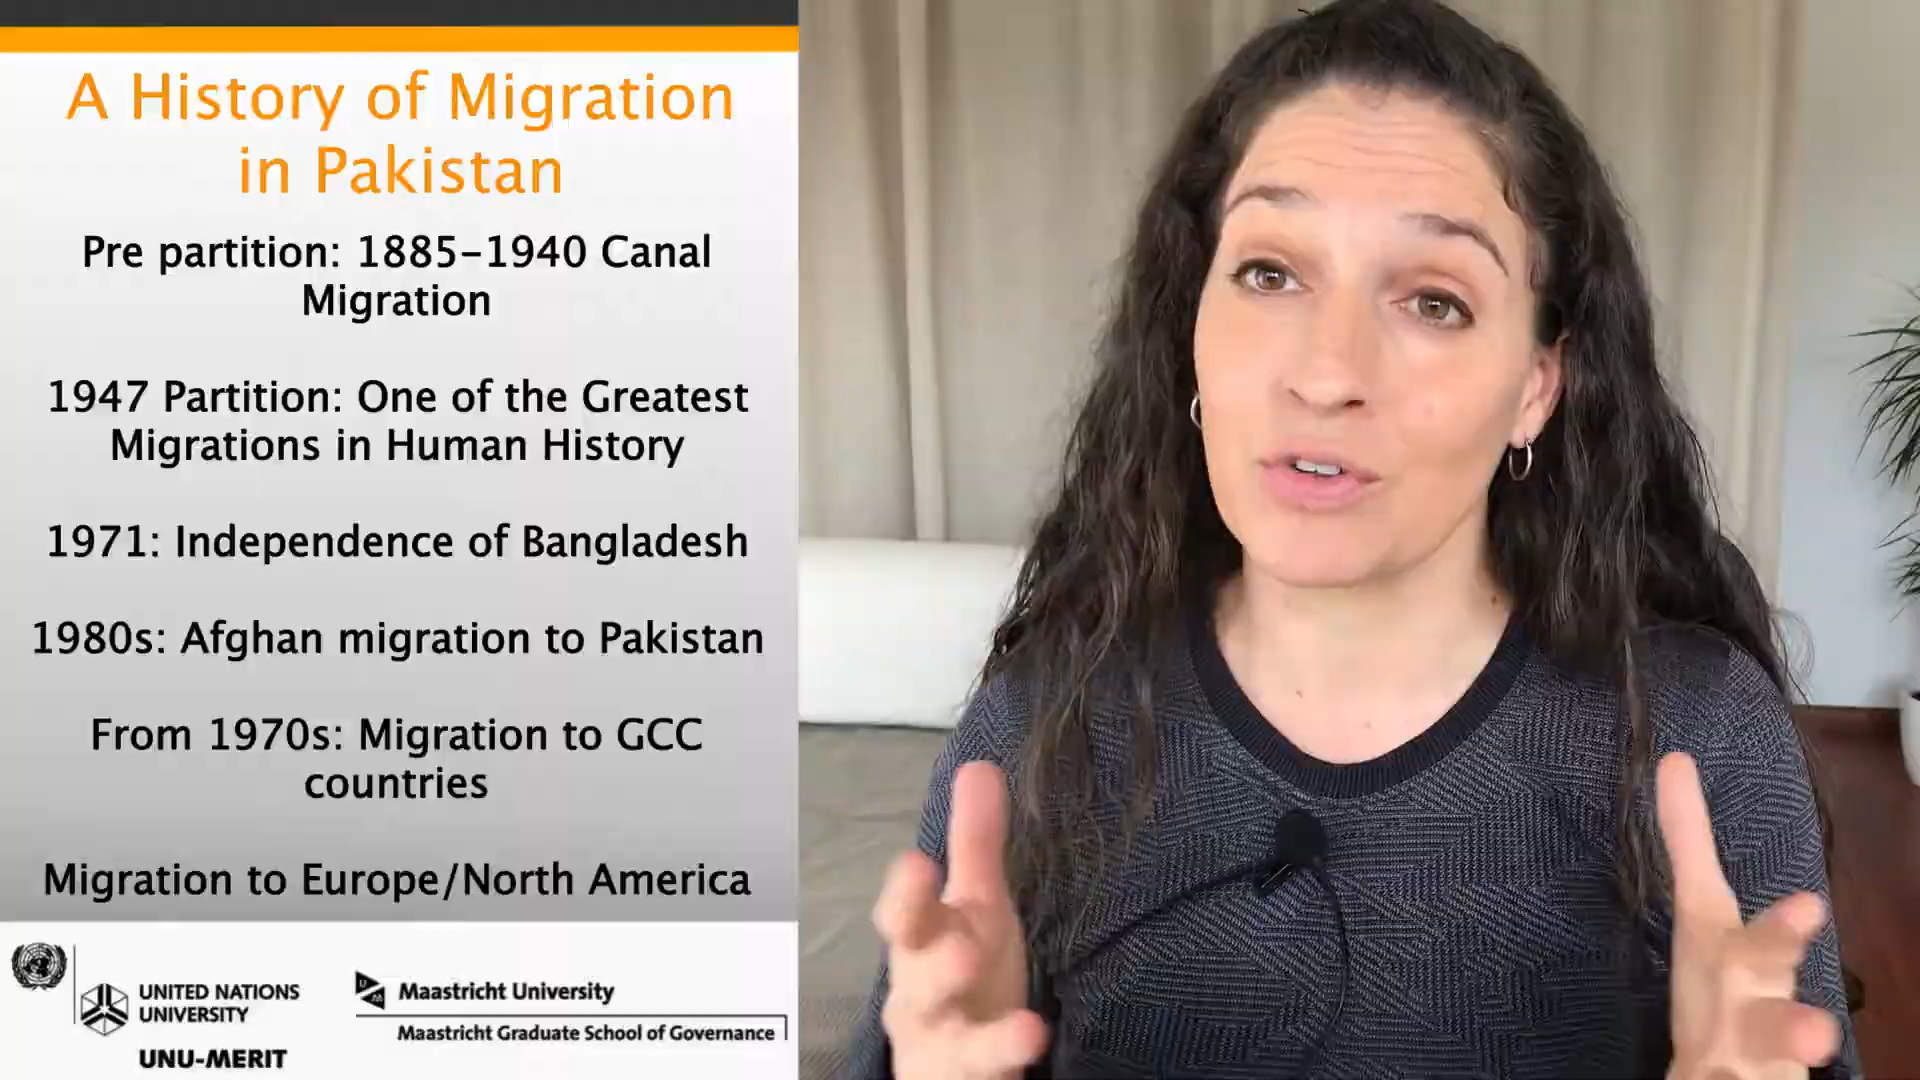 A History of Migration
in Pakistan
Pre partition: 1885-1940 Canal
Migration
1947 Partition: One of the Greatest
Migrations in Human History
1971: Independence of Bangladesh
1980s: Afghan migration to Pakistan
From 1970s: Migration to GCC
countries
Migration to Europe/North America
UNITED NATIONS
UNIVERSITY
UNU-MERIT
Maastricht University
Maastricht Graduate School of Governance